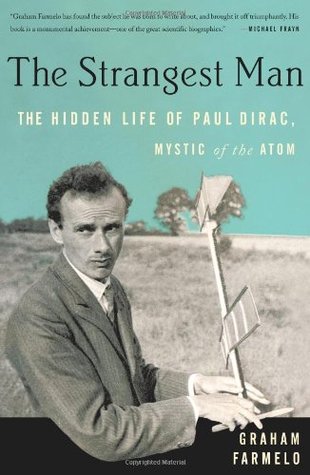 "Graham Farmelo has found the subject he was born to write about, and brought it off triumphantly. His
book is a monumental achievement—one of the great scientific biographies." —MICHAEL FRAYN
The Strangest Man
THE HIDDEN LIFE OF PAUL DIRAC,
MYSTIC of the ATOM
GRAHAM
FARMELO